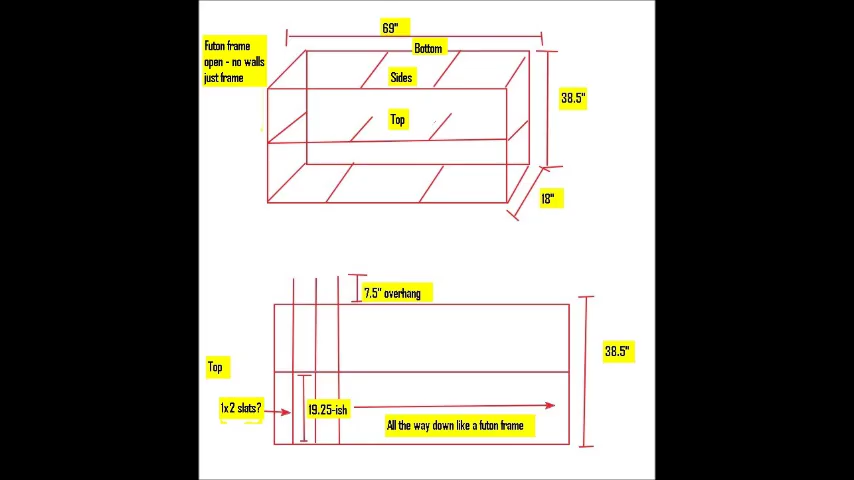 69"
Futon frame
open - no walls
just frame
Bottom
Sides
38.5"
Top
18"
7.5" overhang
38.5"
Top
1x2 slats?
19.25-ish
All the way down like a futon frame